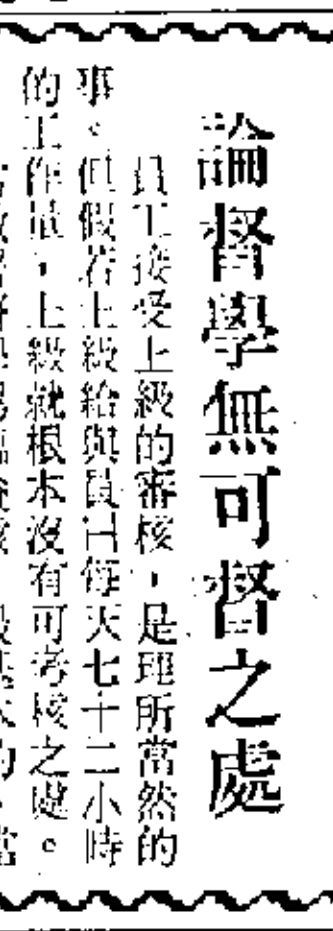 論督學無可督之處
員工接受上級的審核，是理所當然的
事。但假若上級給與員工每天七十二小時
的工作量，上級就根本沒有可考核之處。